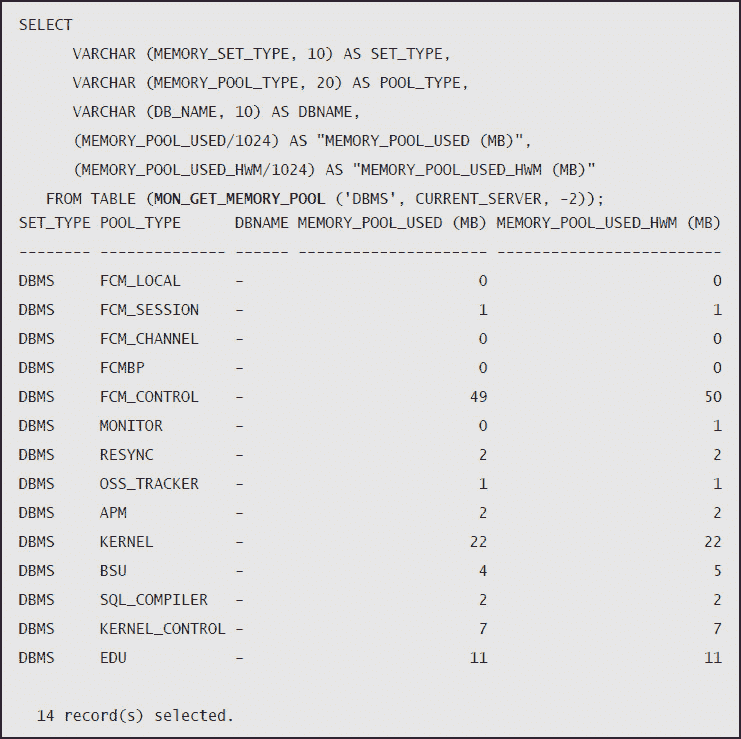 SELECT
VARCHAR (MEMORY_SET_TYPE, 10) AS SET_TYPE,
VARCHAR (MEMORY_POOL_TYPE, 20) AS POOL_TYPE,
VARCHAR (DB_NAME, 10) AS DBNAME,
(MEMORY_POOL_USED/1024) AS "MEMORY_POOL_USED (MB)",
(MEMORY_POOL_USED_HWM/1024) AS "MEMORY_POOL_USED_HWM (MB)"
FROM TABLE (MON_GET_MEMORY_POOL ('DBMS', CURRENT_SERVER, -2));
SET_TYPE POOL_TYPE DBNAME MEMORY_POOL_USED (MB) MEMORY_POOL_USED_HWM (MB)
-------- -------------- ------ --------------------- -------------------------
DBMS FCM_LOCAL - 0 0
DBMS FCM_SESSION - 1 1
DBMS FCM_CHANNEL - 0 0
DBMS FCMBP - 0 0
DBMS FCM_CONTROL - 49 50
DBMS MONITOR - 0 1
DBMS RESYNC - 2 2
DBMS OSS_TRACKER - 1 1
DBMS APM - 2 2
DBMS KERNEL - 22 22
DBMS BSU - 4 5
DBMS SQL_COMPILER - 2 2
DBMS KERNEL_CONTROL - 7 7
DBMS EDU - 11 11
14 record(s) selected.